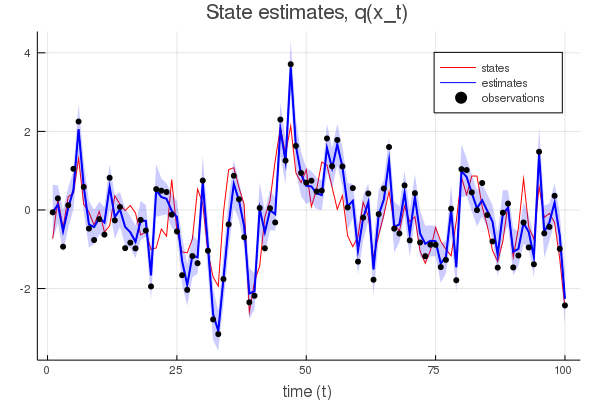 State estimates, q(x_t)
states
estimates
observations
4
2
0
-2
0
25
50
75
100
time (t)